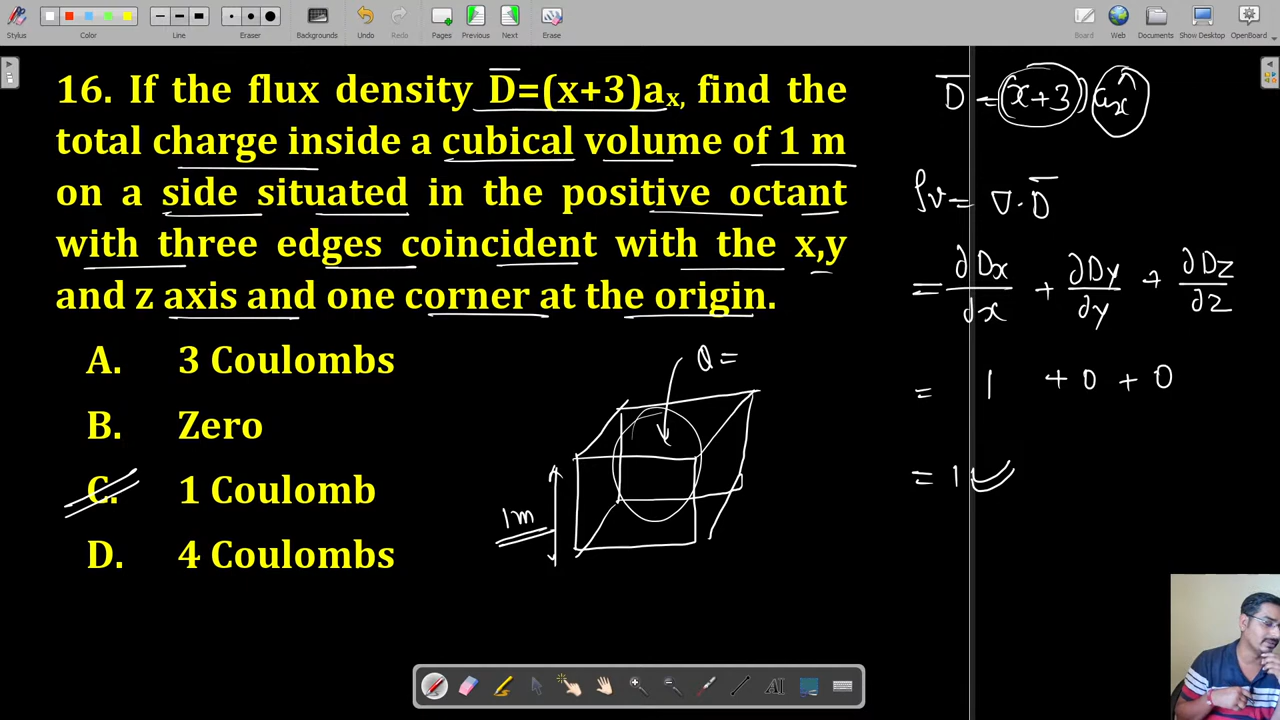 Stylus Color Line Eraser Backgrounds Undo Redo Pages Previous Next Erase Board Web Documents Show Desktop OpenBoard
16. If the flux density D̅=(x+3)aₓ, find the
total charge inside a cubical volume of 1 m
on a side situated in the positive octant
with three edges coincident with the x,y
and z axis and one corner at the origin.
A. 3 Coulombs
B. Zero
C. 1 Coulomb
D. 4 Coulombs
Q =
1m
D̅ = (x+3) âx
ρv = ∇·D̅
= ∂Dx/∂x + ∂Dy/∂y + ∂Dz/∂z
= 1 + 0 + 0
= 1